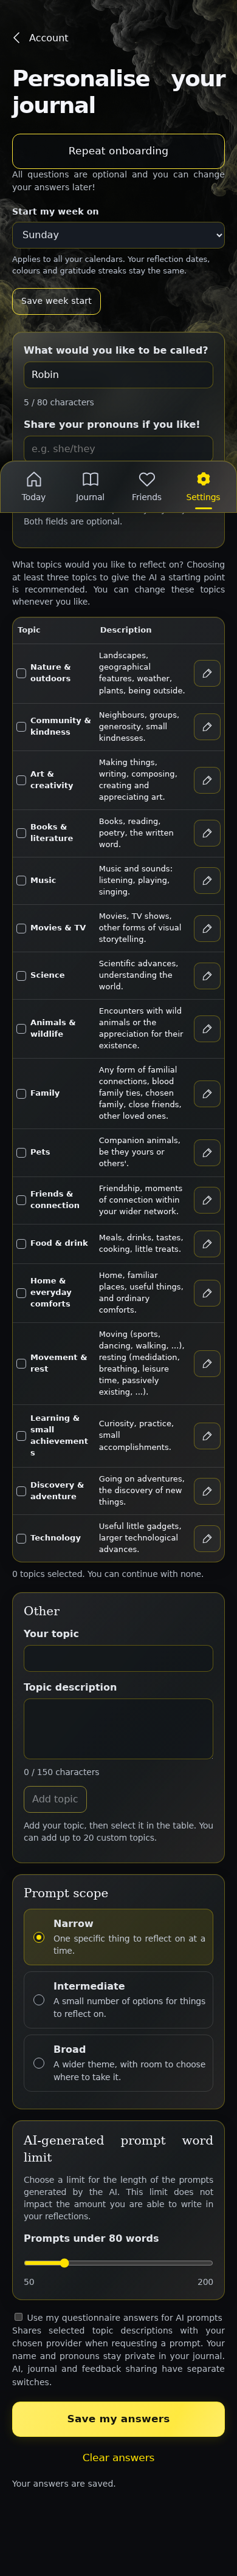 Account
Personalise your
journal
Repeat onboarding
All questions are optional and you can change
your answers later!
Start my week on
Sunday
Applies to all your calendars. Your reflection dates,
colours and gratitude streaks stay the same.
Save week start
What would you like to be called?
Robin
5 / 80 characters
Share your pronouns if you like!
e.g. she/they
Today
Journal
Friends
Settings
Both fields are optional.
What topics would you like to reflect on? Choosing
at least three topics to give the AI a starting point
is recommended. You can change these topics
whenever you like.
Topic
Description
Nature &
outdoors
Landscapes,
geographical
features, weather,
plants, being outside.
Community &
kindness
Neighbours, groups,
generosity, small
kindnesses.
Art &
creativity
Making things,
writing, composing,
creating and
appreciating art.
Books &
literature
Books, reading,
poetry, the written
word.
Music
Music and sounds:
listening, playing,
singing.
Movies & TV
Movies, TV shows,
other forms of visual
storytelling.
Science
Scientific advances,
understanding the
world.
Animals &
wildlife
Encounters with wild
animals or the
appreciation for their
existence.
Family
Any form of familial
connections, blood
family ties, chosen
family, close friends,
other loved ones.
Pets
Companion animals,
be they yours or
others'.
Friends &
connection
Friendship, moments
of connection within
your wider network.
Food & drink
Meals, drinks, tastes,
cooking, little treats.
Home &
everyday
comforts
Home, familiar
places, useful things,
and ordinary
comforts.
Movement &
rest
Moving (sports,
dancing, walking, ...),
resting (medidation,
breathing, leisure
time, passively
existing, ...).
Learning &
small
achievement
s
Curiosity, practice,
small
accomplishments.
Discovery &
adventure
Going on adventures,
the discovery of new
things.
Technology
Useful little gadgets,
larger technological
advances.
0 topics selected. You can continue with none.
Other
Your topic
Topic description
0 / 150 characters
Add topic
Add your topic, then select it in the table. You
can add up to 20 custom topics.
Prompt scope
Narrow
One specific thing to reflect on at a
time.
Intermediate
A small number of options for things
to reflect on.
Broad
A wider theme, with room to choose
where to take it.
AI-generated prompt word
limit
Choose a limit for the length of the prompts
generated by the AI. This limit does not
impact the amount you are able to write in
your reflections.
Prompts under 80 words
50
200
Use my questionnaire answers for AI prompts
Shares selected topic descriptions with your
chosen provider when requesting a prompt. Your
name and pronouns stay private in your journal.
AI, journal and feedback sharing have separate
switches.
Save my answers
Clear answers
Your answers are saved.